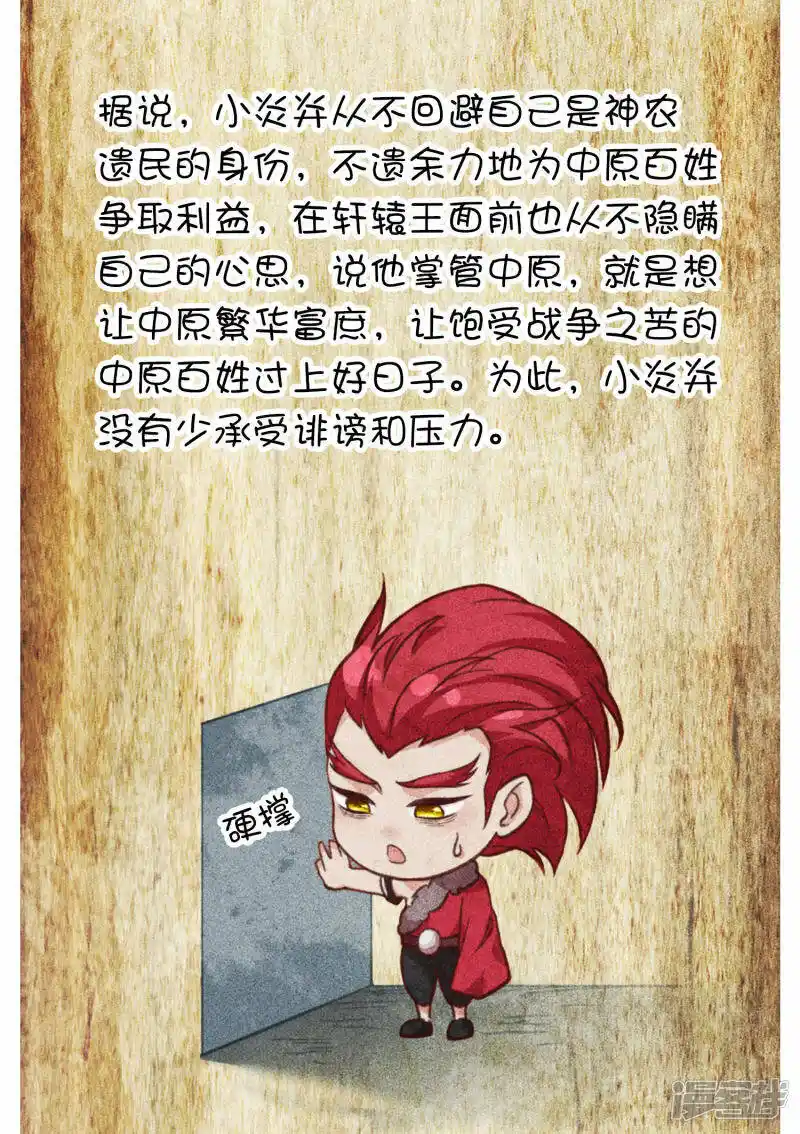 据说，小炎灷从不回避自己是神农
遗民的身份，不遗余力地为中原百姓
争取利益，在轩辕王面前也从不隐瞒
自己的心思，说他掌管中原，就是想
让中原繁华富庶，让饱受战争之苦的
中原百姓过上好日子。为此，小炎灷
没有少承受诽谤和压力。
硬撑
漫客栈